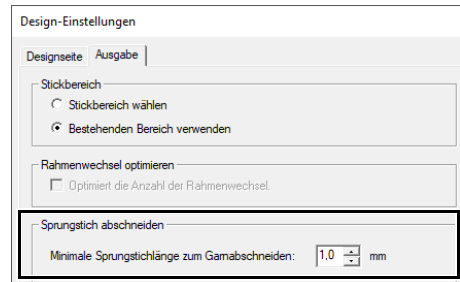 Design-Einstellungen
Designseite Ausgabe
Stickbereich
Stickbereich wählen
Bestehenden Bereich verwenden
Rahmenwechsel optimieren
Optimiert die Anzahl der Rahmenwechsel.
Sprungstich abschneiden
Minimale Sprungstichlänge zum Garnabschneiden: 1,0 mm